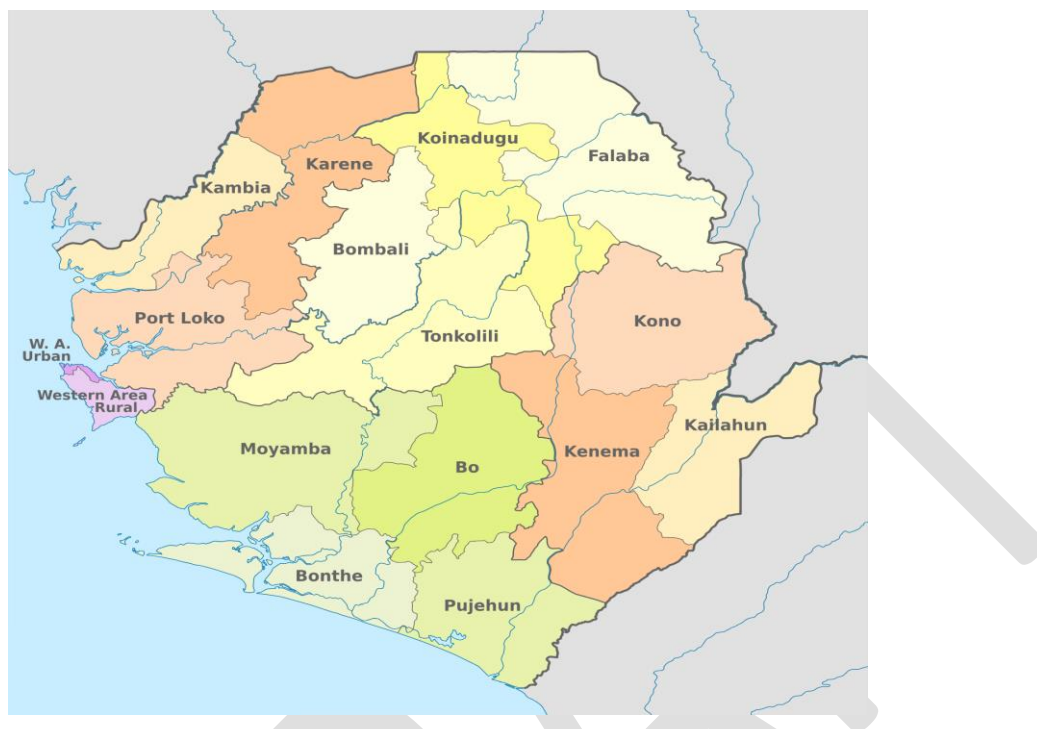 Koinadugu
Falaba
Karene
Kambia
Bombali
Port Loko
Kono
Tonkolili
W. A.
Urban
Western Area
Rural
Kailahun
Moyamba
Kenema
Bo
Bonthe
Pujehun